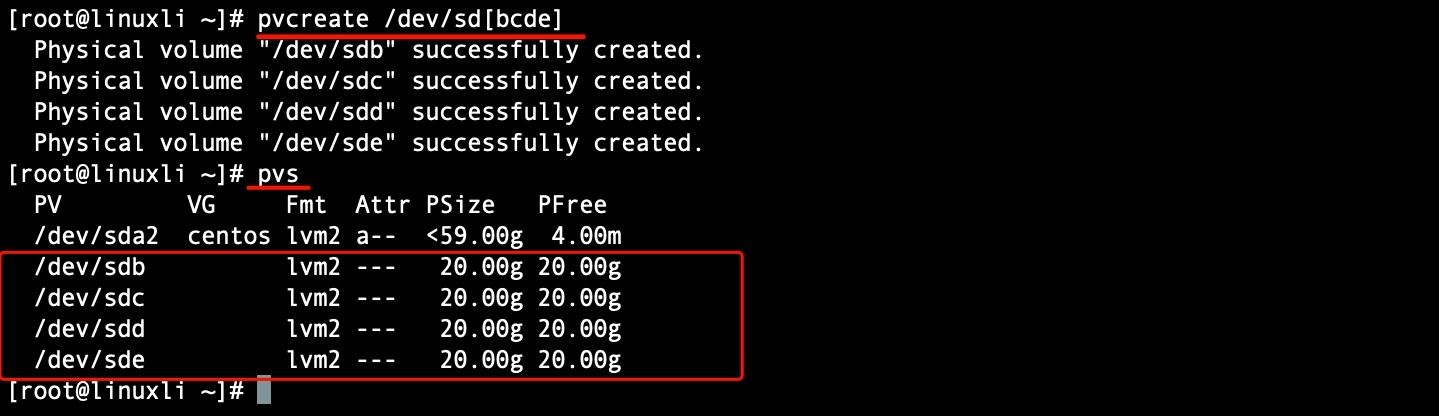 [root@linuxli ~]# pvcreate /dev/sd[bcde]
  Physical volume "/dev/sdb" successfully created.
  Physical volume "/dev/sdc" successfully created.
  Physical volume "/dev/sdd" successfully created.
  Physical volume "/dev/sde" successfully created.
[root@linuxli ~]# pvs
  PV         VG     Fmt  Attr PSize   PFree
  /dev/sda2  centos lvm2 a--  <59.00g  4.00m
  /dev/sdb          lvm2 ---   20.00g 20.00g
  /dev/sdc          lvm2 ---   20.00g 20.00g
  /dev/sdd          lvm2 ---   20.00g 20.00g
  /dev/sde          lvm2 ---   20.00g 20.00g
[root@linuxli ~]#